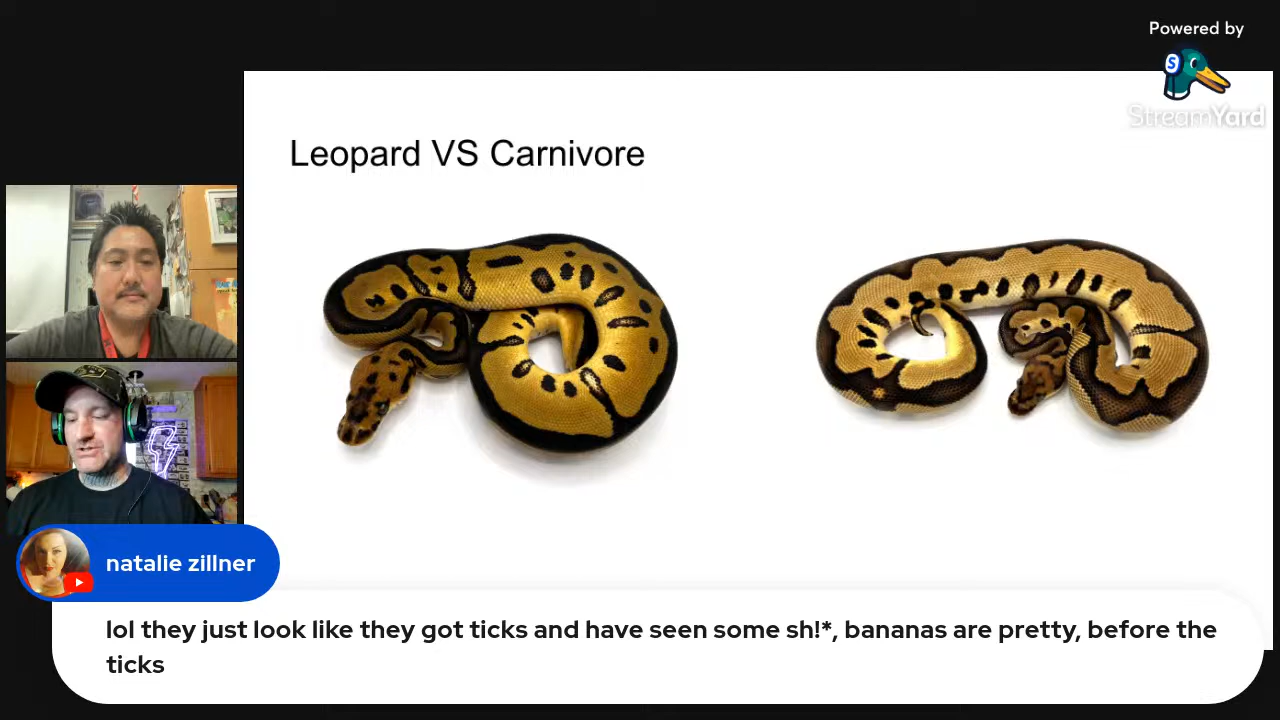 Powered by
StreamYard
Leopard VS Carnivore
natalie zillner
lol they just look like they got ticks and have seen some sh!*, bananas are pretty, before the
ticks